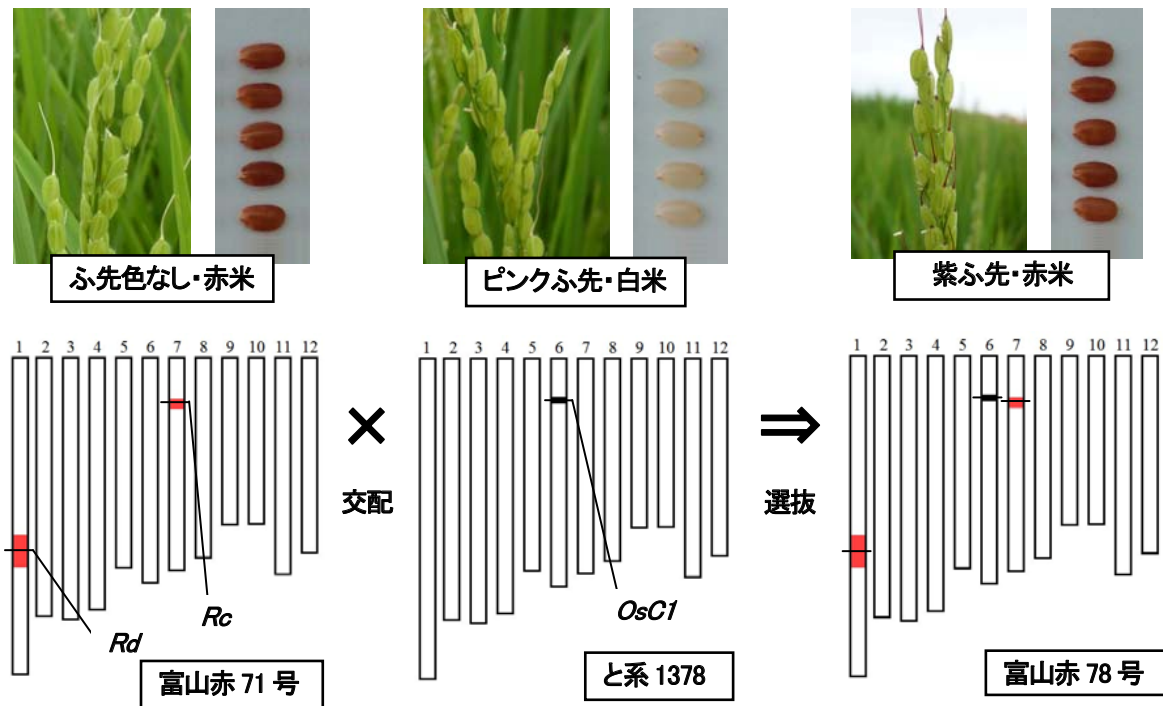 ふ先色なし・赤米
ピンクふ先・白米
紫ふ先・赤米
1 2 3 4 5 6 7 8 9 10 11 12
1 2 3 4 5 6 7 8 9 10 11 12
1 2 3 4 5 6 7 8 9 10 11 12
×
⇒
交配
選抜
Rc
OsC1
Rd
富山赤 71 号
と系 1378
富山赤 78 号